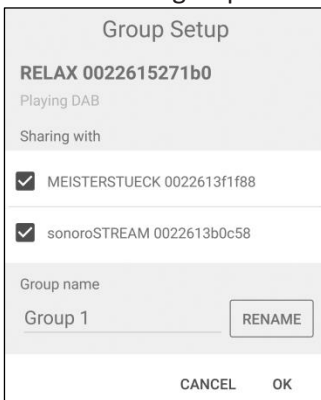 Group Setup
RELAX 0022615271b0
Playing DAB
Sharing with
MEISTERSTUECK 0022613f1f88
sonoroSTREAM 0022613b0c58
Group name
Group 1
RENAME
CANCEL OK